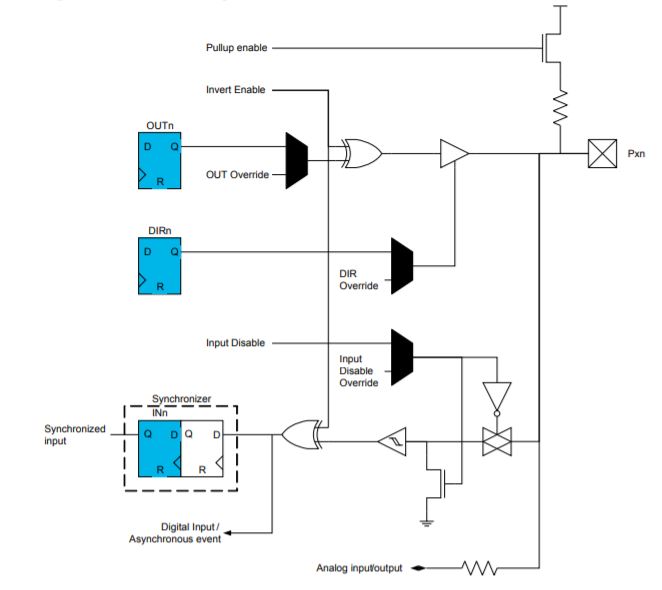 Pullup enable
Invert Enable
OUTn
D Q
R
OUT Override
Pxn
DIRn
D Q
R
DIR
Override
Input Disable
Input
Disable
Override
Synchronizer
INn
Synchronized
input
Q D Q D
R R
Digital Input /
Asynchronous event
Analog input/output